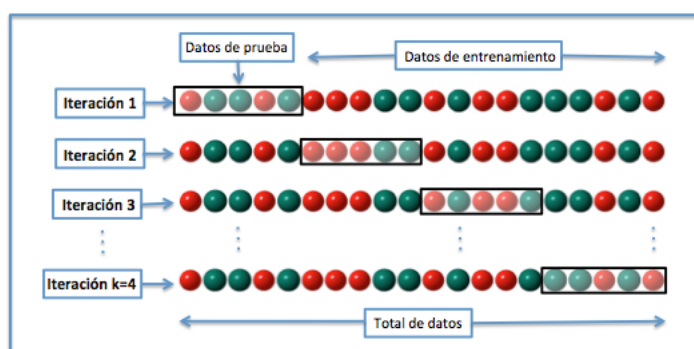 Datos de prueba
Datos de entrenamiento
Iteración 1
Iteración 2
Iteración 3
Iteración k=4
Total de datos